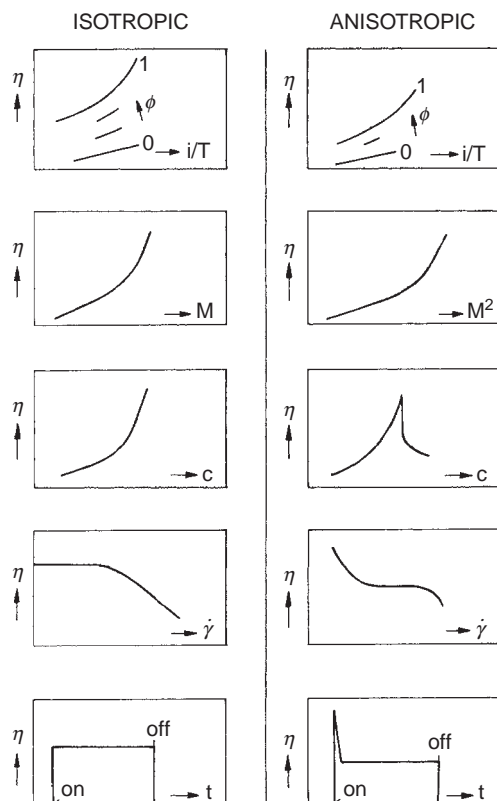 ISOTROPIC ANISOTROPIC
η 1 ϕ 0 i/T
η 1 ϕ 0 i/T
η M
η M²
η c
η c
η γ̇
η γ̇
η on off t
η on off t